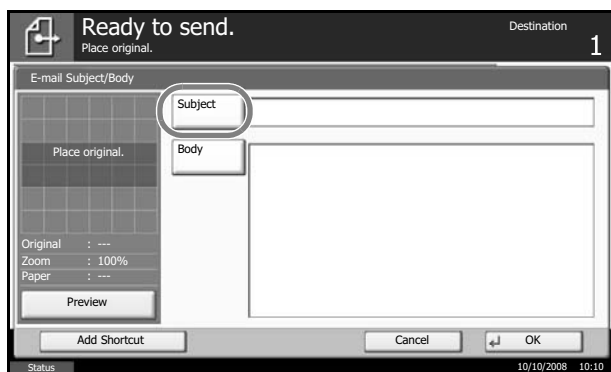 Ready to send.
Destination
Place original.
1
E-mail Subject/Body
Subject
Place original.
Body
Original : ---
Zoom : 100%
Paper : ---
Preview
Add Shortcut
Cancel
OK
Status
10/10/2008 10:10